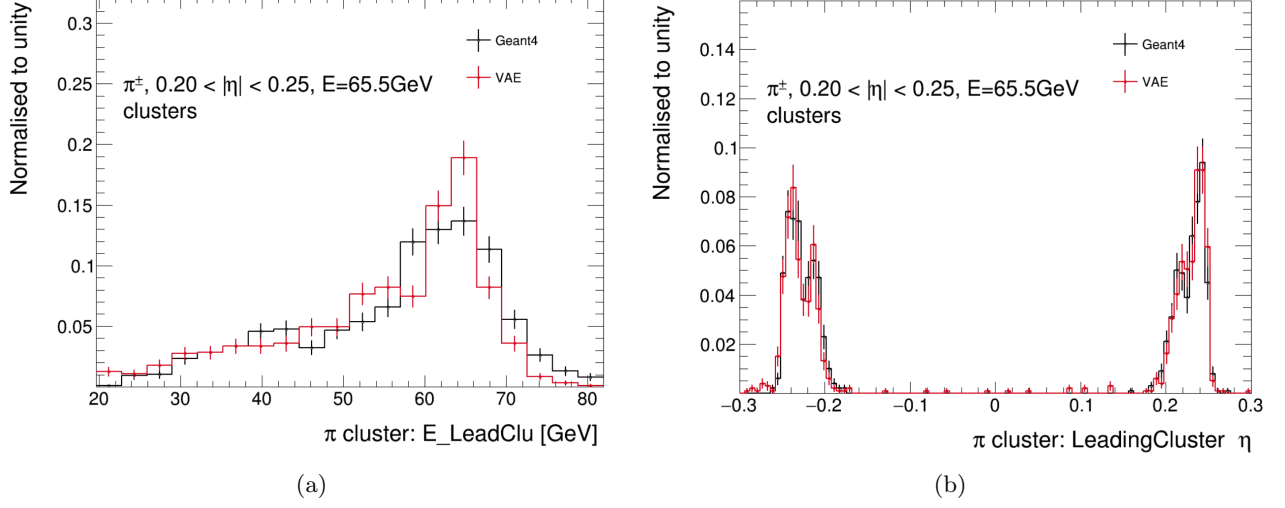 Normalised to unity
0.3
0.25
0.2
0.15
0.1
0.05
π±, 0.20 < |η| < 0.25, E=65.5GeV
clusters
Geant4
VAE
20 30 40 50 60 70 80
π cluster: E_LeadClu [GeV]
(a)
Normalised to unity
0.14
0.12
0.1
0.08
0.06
0.04
0.02
π±, 0.20 < |η| < 0.25, E=65.5GeV
clusters
Geant4
VAE
−0.3 −0.2 −0.1 0 0.1 0.2 0.3
π cluster: LeadingCluster η
(b)